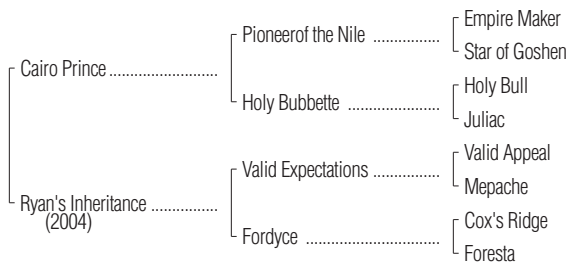 Empire Maker
Pioneerof the Nile ................
Star of Goshen
Cairo Prince ..........................
Holy Bull
Holy Bubbette ......................
Juliac
Valid Appeal
Valid Expectations ................
Mepache
Ryan's Inheritance ................
(2004)
Cox's Ridge
Fordyce ................................
Foresta